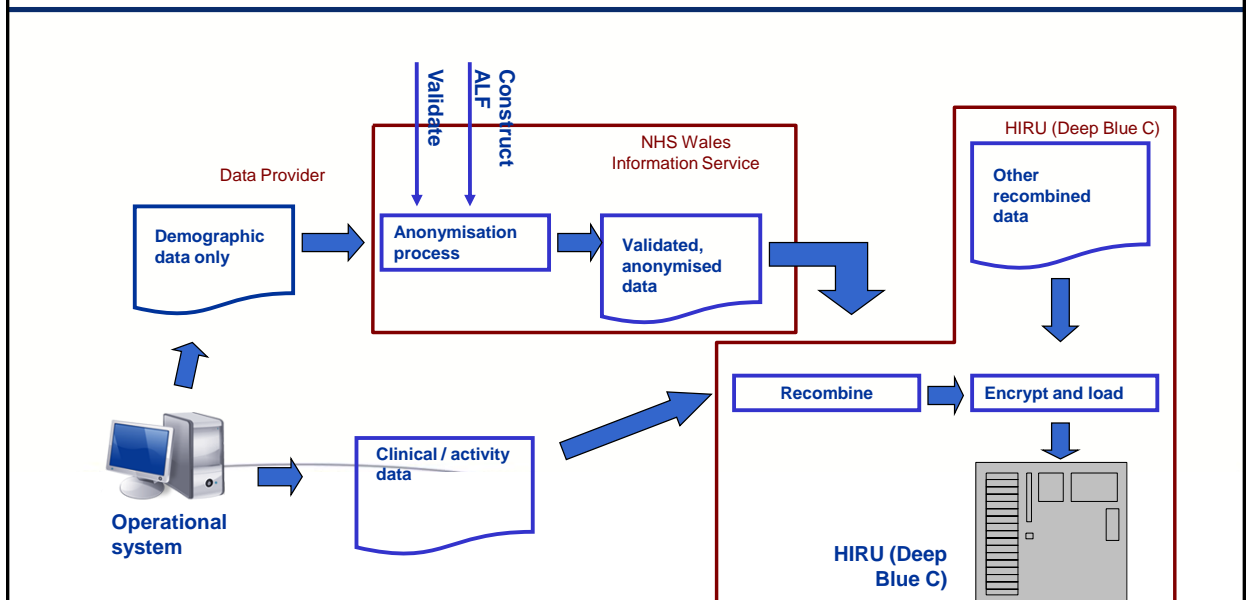 Validate
Construct
ALF
NHS Wales
Information Service
HIRU (Deep Blue C)
Data Provider
Other
recombined
data
Demographic
data only
Anonymisation
process
Validated,
anonymised
data
Recombine
Encrypt and load
Clinical / activity
data
Operational
system
HIRU (Deep
Blue C)